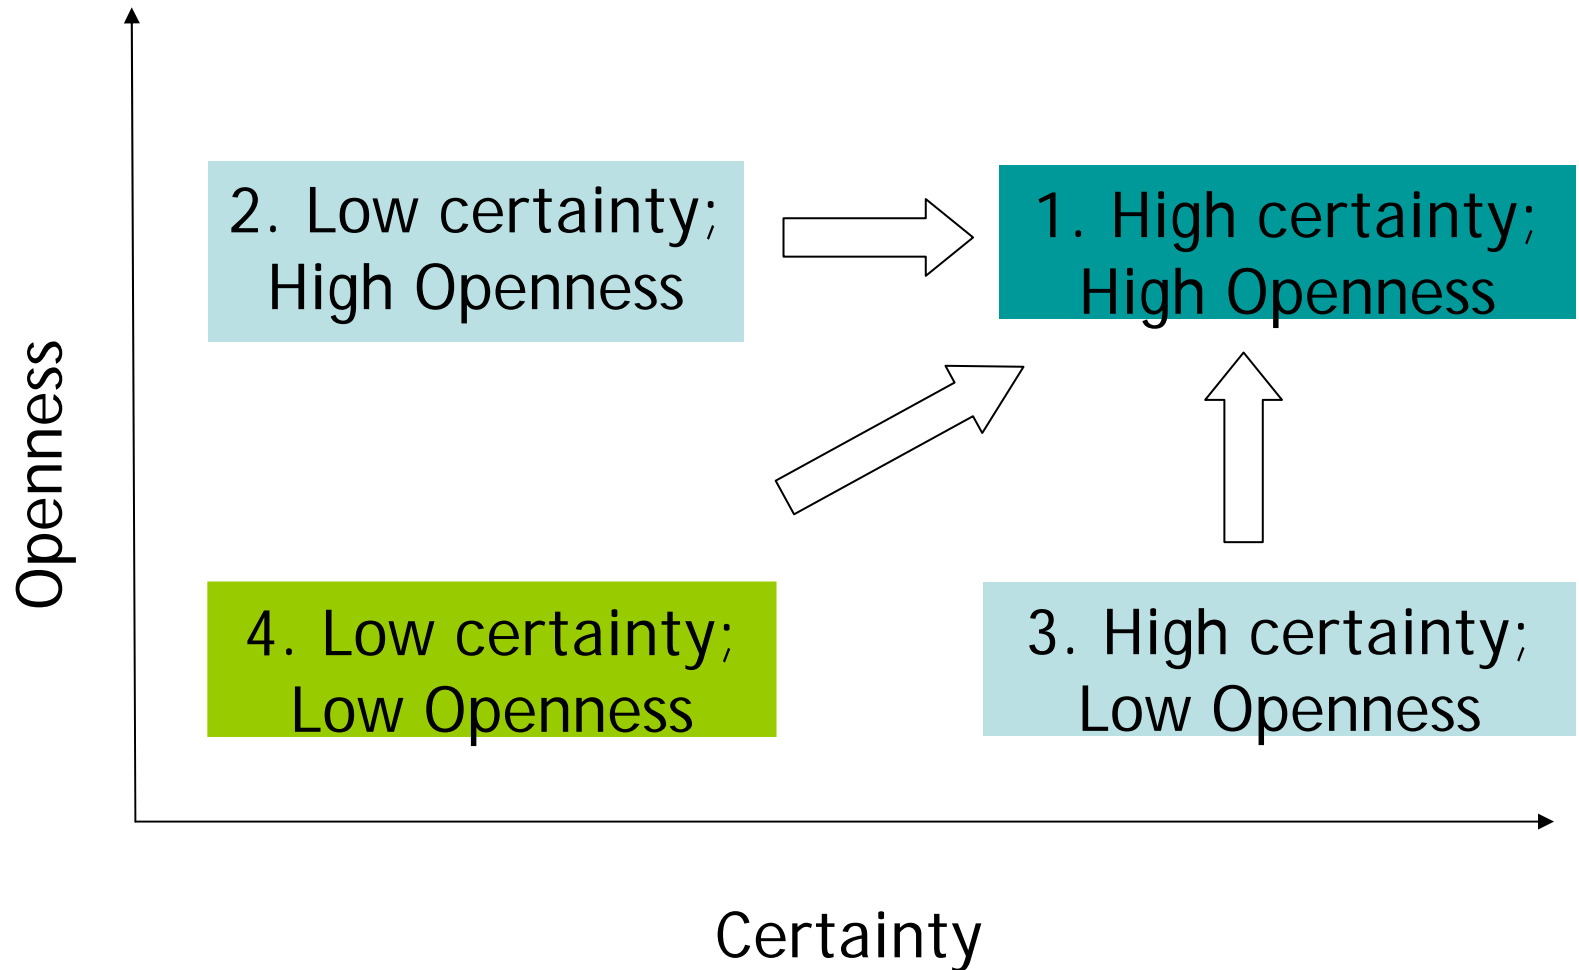 2. Low certainty;
High Openness
1. High certainty;
High Openness
Openness
4. Low certainty;
Low Openness
3. High certainty;
Low Openness
Certainty